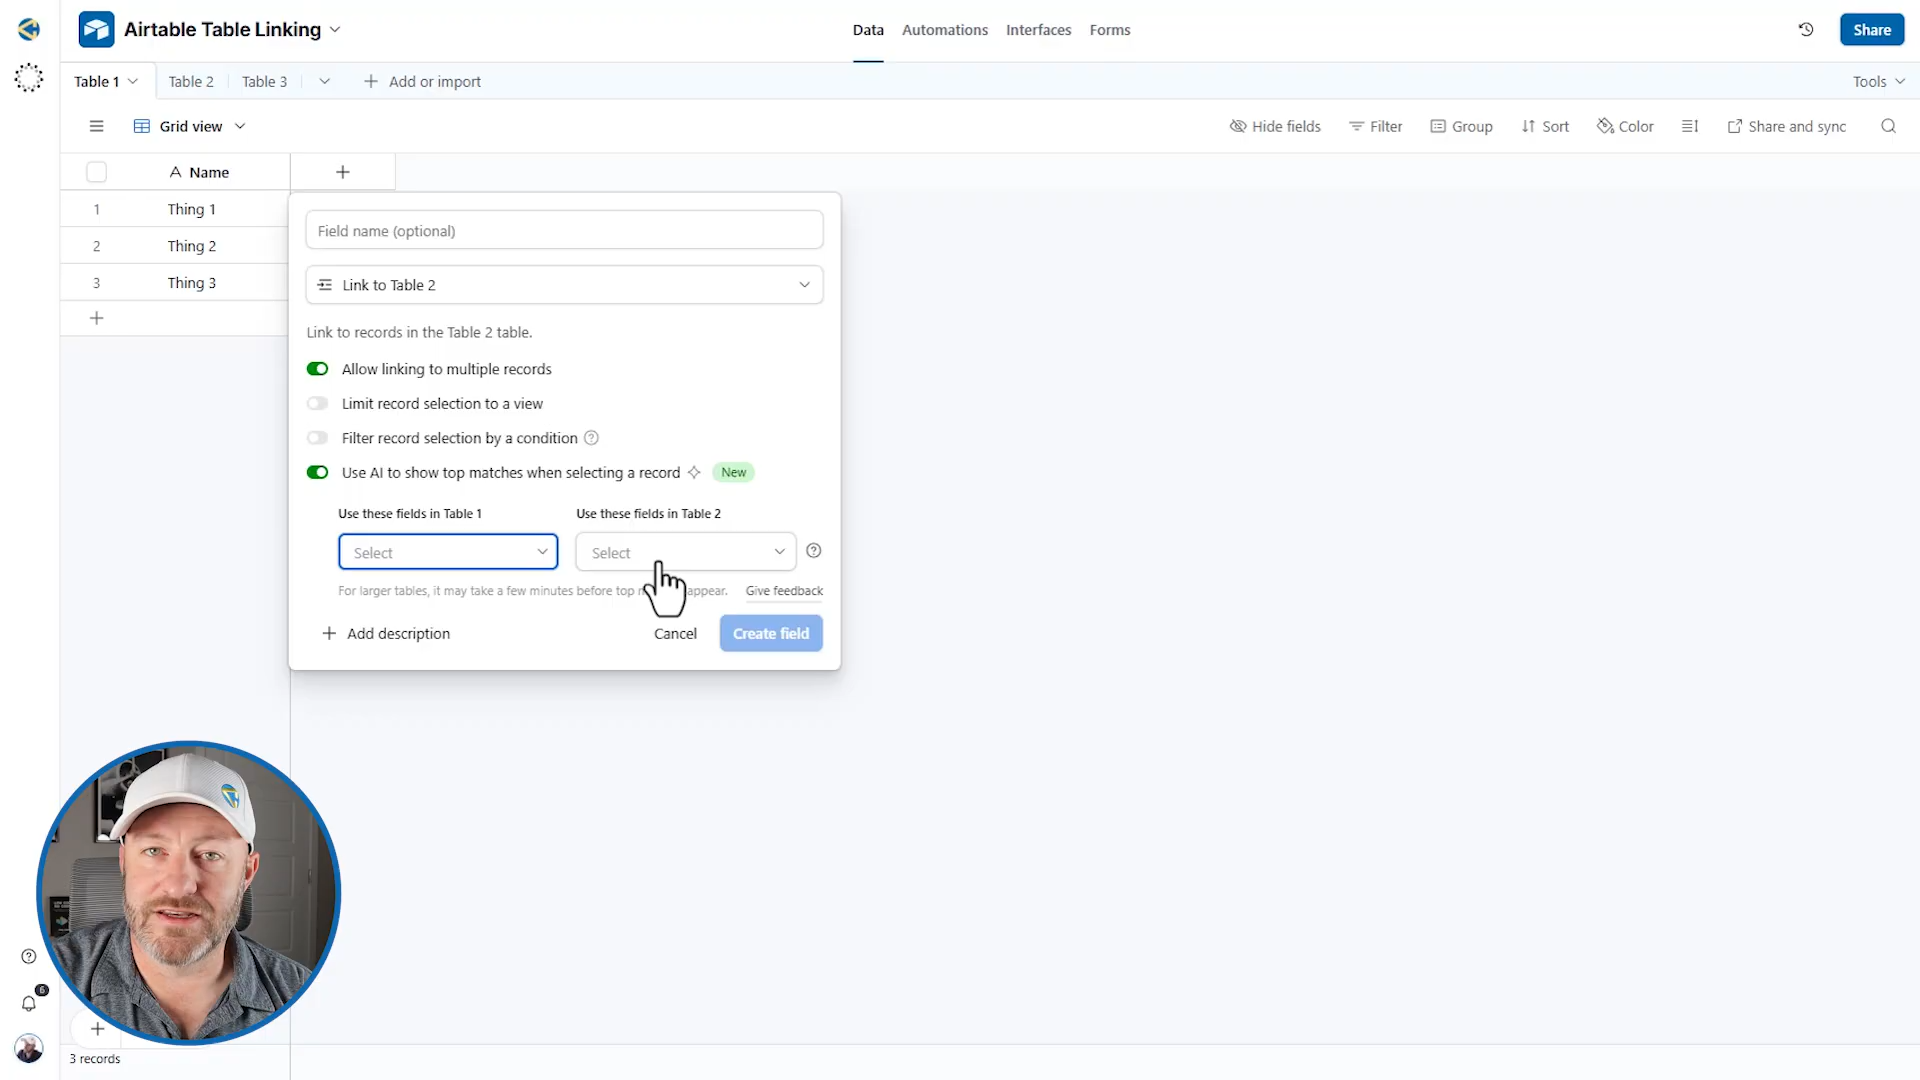 Airtable Table Linking
Data Automations Interfaces Forms
Share
Table 1 Table 2 Table 3 Add or import
Tools
Grid view
Hide fields Filter Group Sort Color Share and sync
A Name
1 Thing 1
2 Thing 2
3 Thing 3
Field name (optional)
Link to Table 2
Link to records in the Table 2 table.
Allow linking to multiple records
Limit record selection to a view
Filter record selection by a condition
Use AI to show top matches when selecting a record New
Use these fields in Table 1 Use these fields in Table 2
Select Select
For larger tables, it may take a few minutes before top appear. Give feedback
Add description Cancel Create field
6
3 records